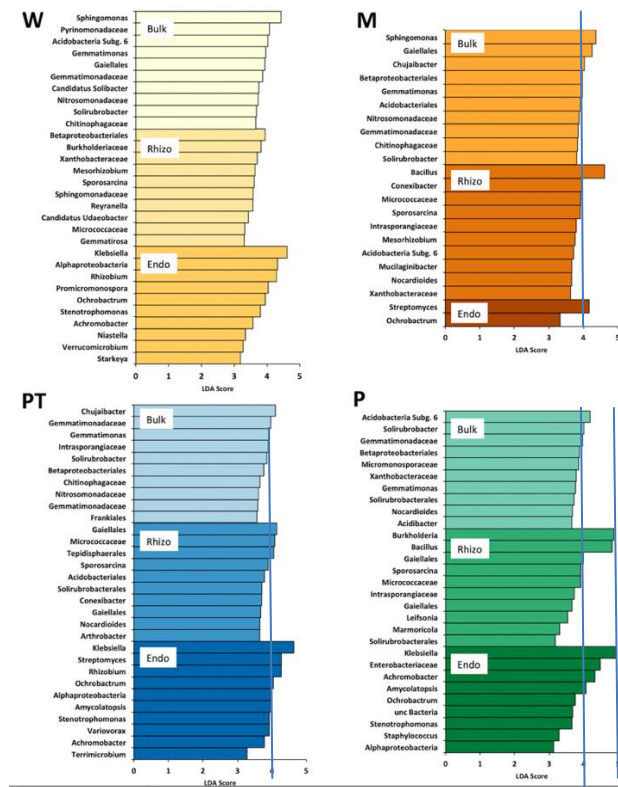 W
Sphingomonas
Pyrinomonadaceae
Acidobacteria Subg. 6
Gemmatimonas
Gaiellales
Gemmatimonadaceae
Candidatus Solibacter
Nitrosomonadaceae
Solirubrobacter
Chitinophagaceae
Betaproteobacteriales
Burkholderiaceae
Xanthobacteraceae
Mesorhizobium
Sporosarcina
Sphingomonadaceae
Reyranella
Candidatus Udaeobacter
Micrococcaceae
Gemmatirosa
Klebsiella
Alphaproteobacteria
Rhizobium
Promicromonospora
Ochrobactrum
Stenotrophomonas
Achromobacter
Niastella
Verrucomicrobium
Starkeya
Bulk
Rhizo
Endo
0 1 2 3 4 5
LDA Score
M
Sphingomonas
Gaiellales
Chujaibacter
Betaproteobacteriales
Gemmatimonas
Acidobacteriales
Nitrosomonadaceae
Gemmatimonadaceae
Chitinophagaceae
Solirubrobacter
Bacillus
Conexibacter
Micrococcaceae
Sporosarcina
Intrasporangiaceae
Mesorhizobium
Acidobacteria Subg. 6
Mucilaginibacter
Nocardioides
Xanthobacteraceae
Streptomyces
Ochrobactrum
Bulk
Rhizo
Endo
0 1 2 3 4 5
LDA Score
PT
Chujaibacter
Gemmatimonadaceae
Gemmatimonas
Intrasporangiaceae
Solirubrobacter
Betaproteobacteriales
Chitinophagaceae
Nitrosomonadaceae
Gemmatimonadaceae
Frankiales
Gaiellales
Micrococcaceae
Tepidisphaerales
Sporosarcina
Acidobacteriales
Solirubrobacterales
Conexibacter
Gaiellales
Nocardioides
Arthrobacter
Klebsiella
Streptomyces
Rhizobium
Ochrobactrum
Alphaproteobacteria
Amycolatopsis
Stenotrophomonas
Variovorax
Achromobacter
Terrimicrobium
Bulk
Rhizo
Endo
0 1 2 3 4 5
LDA Score
P
Acidobacteria Subg. 6
Solirubrobacter
Gemmatimonadaceae
Betaproteobacteriales
Micromonosporaceae
Xanthobacteraceae
Gemmatimonas
Solirubrobacterales
Nocardioides
Acidibacter
Burkholderia
Bacillus
Gaiellales
Sporosarcina
Micrococcaceae
Intrasporangiaceae
Gaiellales
Leifsonia
Marmoricola
Solirubrobacterales
Klebsiella
Enterobacteriaceae
Achromobacter
Amycolatopsis
Ochrobactrum
unc Bacteria
Stenotrophomonas
Staphylococcus
Alphaproteobacteria
Bulk
Rhizo
Endo
0 1 2 3 4 5
LDA Score